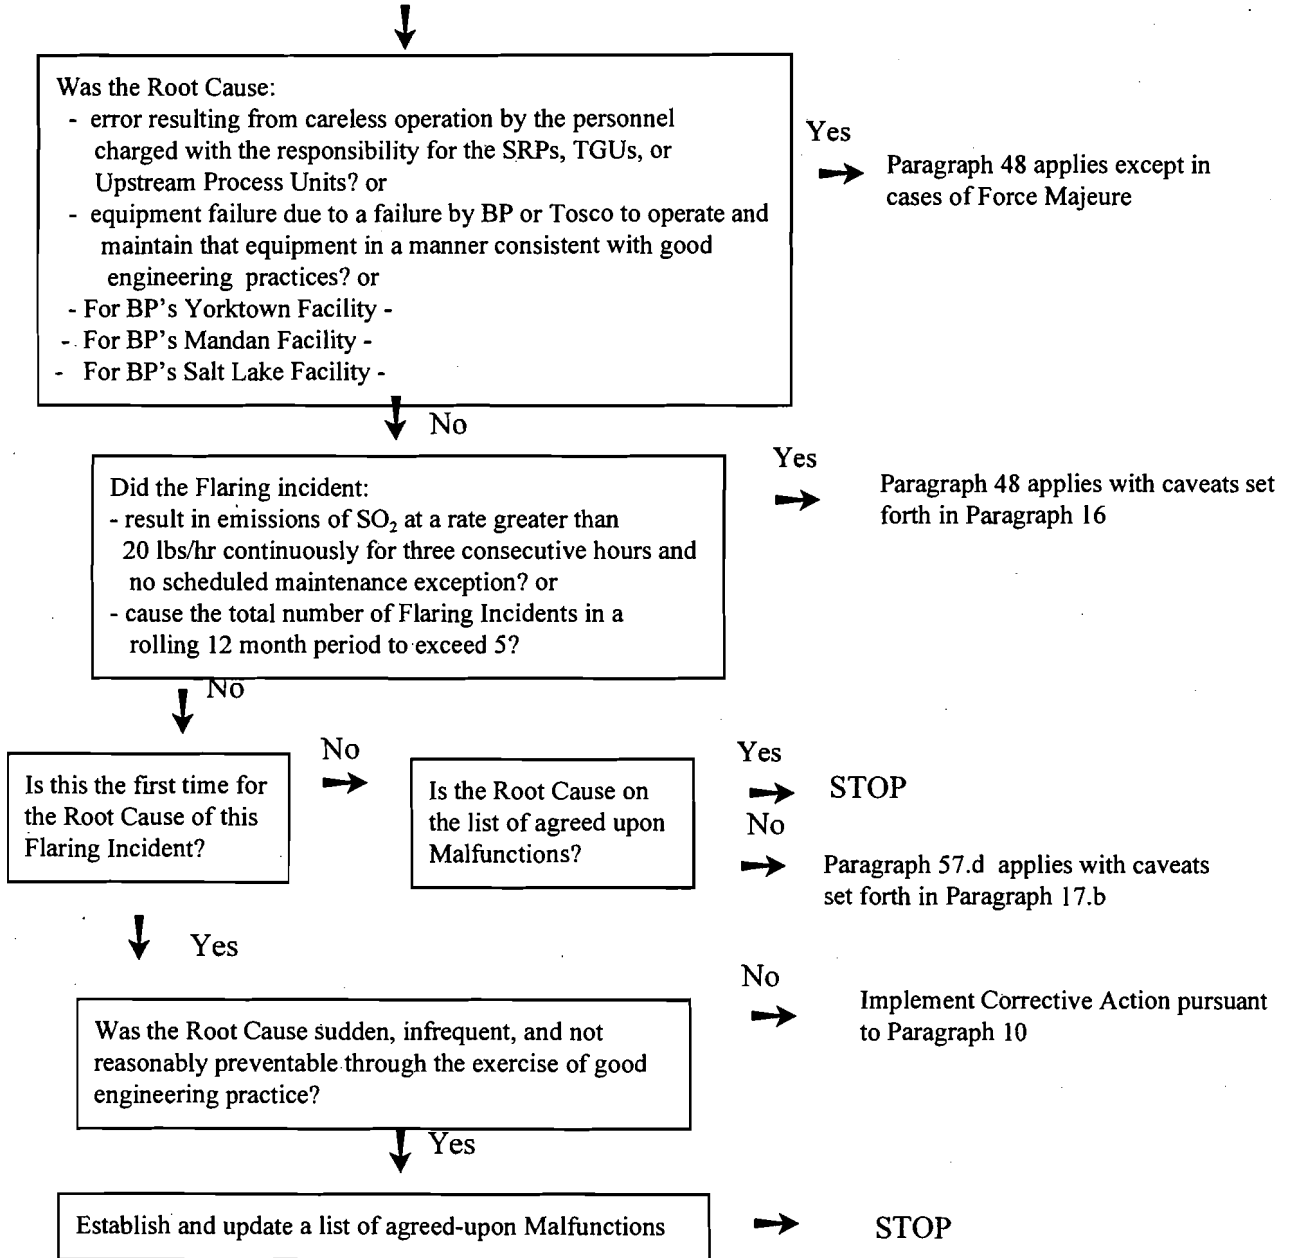 Was the Root Cause:
- error resulting from careless operation by the personnel
charged with the responsibility for the SRPs, TGUs, or
Upstream Process Units? or
- equipment failure due to a failure by BP or Tosco to operate and
maintain that equipment in a manner consistent with good
engineering practices? or
- For BP's Yorktown Facility -
- For BP's Mandan Facility -
- For BP's Salt Lake Facility -
Yes
Paragraph 48 applies except in
cases of Force Majeure
No
Did the Flaring incident:
- result in emissions of SO₂ at a rate greater than
20 lbs/hr continuously for three consecutive hours and
no scheduled maintenance exception? or
- cause the total number of Flaring Incidents in a
rolling 12 month period to exceed 5?
Yes
Paragraph 48 applies with caveats set
forth in Paragraph 16
No
Is this the first time for
the Root Cause of this
Flaring Incident?
No
Is the Root Cause on
the list of agreed upon
Malfunctions?
Yes
STOP
No
Paragraph 57.d applies with caveats
set forth in Paragraph 17.b
Yes
Was the Root Cause sudden, infrequent, and not
reasonably preventable through the exercise of good
engineering practice?
No
Implement Corrective Action pursuant
to Paragraph 10
Yes
Establish and update a list of agreed-upon Malfunctions
STOP